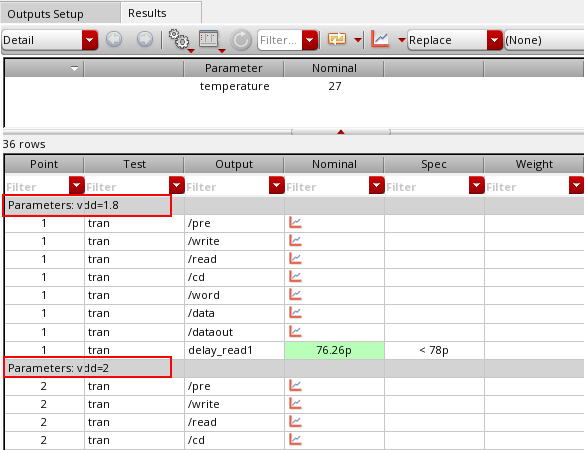 Outputs Setup Results
Detail Filter... Replace (None)
Parameter Nominal
temperature 27
36 rows
Point Test Output Nominal Spec Weight
Filter Filter Filter Filter Filter Filter
Parameters: vdd=1.8
1 tran /pre
1 tran /write
1 tran /read
1 tran /cd
1 tran /word
1 tran /data
1 tran /dataout
1 tran delay_read1 76.26p < 78p
Parameters: vdd=2
2 tran /pre
2 tran /write
2 tran /read
2 tran /cd